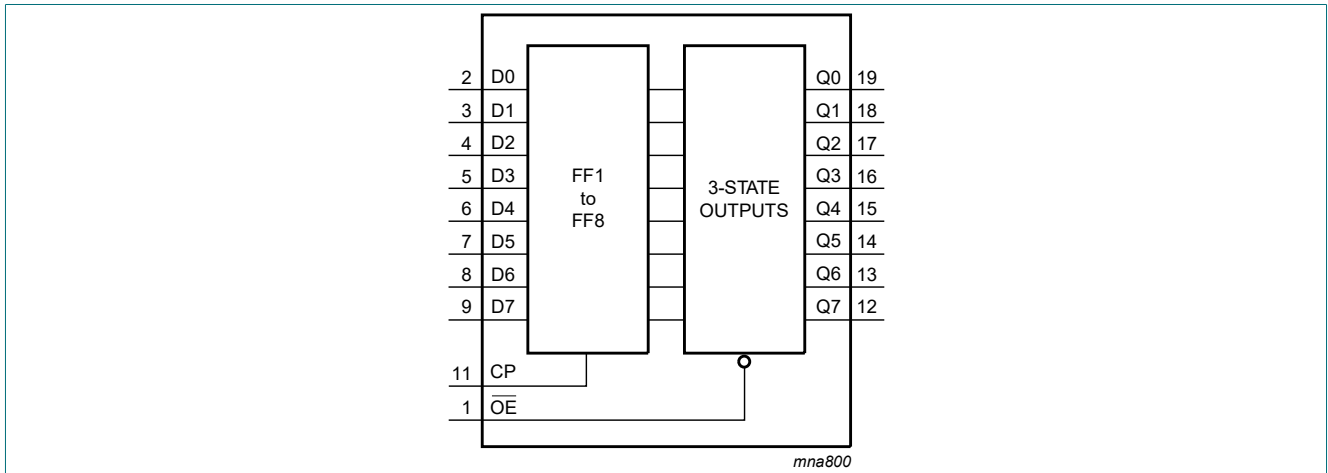 2 D0 Q0 19
3 D1 Q1 18
4 D2 Q2 17
5 D3 Q3 16
6 D4 Q4 15
7 D5 Q5 14
8 D6 Q6 13
9 D7 Q7 12
FF1
to
FF8
3-STATE
OUTPUTS
11 CP
1 O̅E̅
mna800